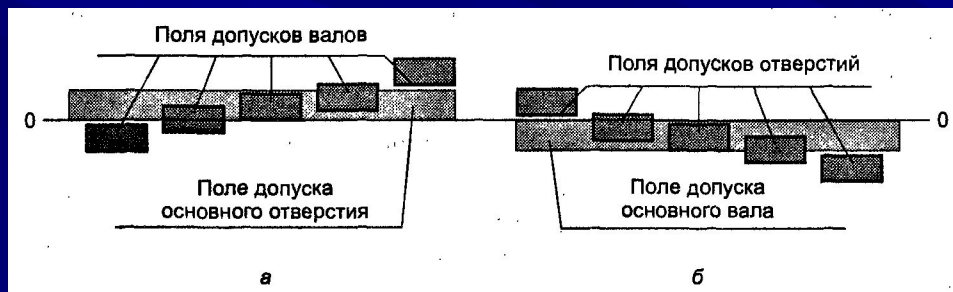 Поля допусков валов
Поля допусков отверстий
0
0
Поле допуска
основного отверстия
Поле допуска
основного вала
а
б